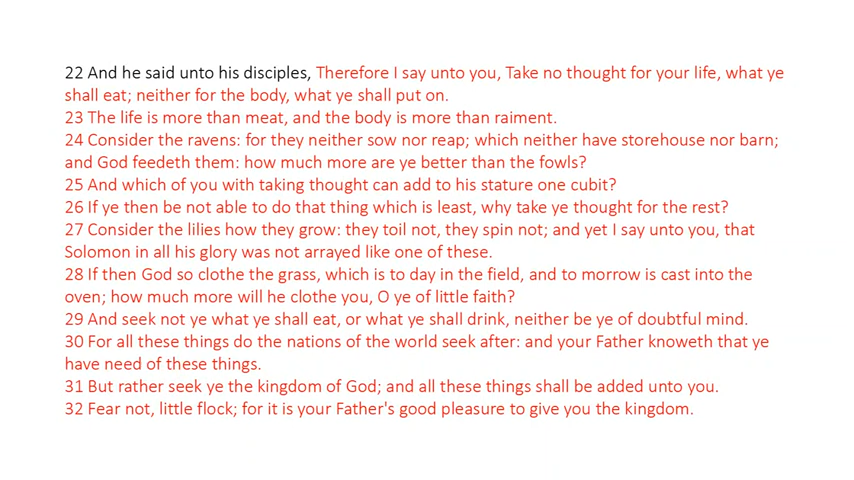 22 And he said unto his disciples, Therefore I say unto you, Take no thought for your life, what ye
shall eat; neither for the body, what ye shall put on.
23 The life is more than meat, and the body is more than raiment.
24 Consider the ravens: for they neither sow nor reap; which neither have storehouse nor barn;
and God feedeth them: how much more are ye better than the fowls?
25 And which of you with taking thought can add to his stature one cubit?
26 If ye then be not able to do that thing which is least, why take ye thought for the rest?
27 Consider the lilies how they grow: they toil not, they spin not; and yet I say unto you, that
Solomon in all his glory was not arrayed like one of these.
28 If then God so clothe the grass, which is to day in the field, and to morrow is cast into the
oven; how much more will he clothe you, O ye of little faith?
29 And seek not ye what ye shall eat, or what ye shall drink, neither be ye of doubtful mind.
30 For all these things do the nations of the world seek after: and your Father knoweth that ye
have need of these things.
31 But rather seek ye the kingdom of God; and all these things shall be added unto you.
32 Fear not, little flock; for it is your Father's good pleasure to give you the kingdom.